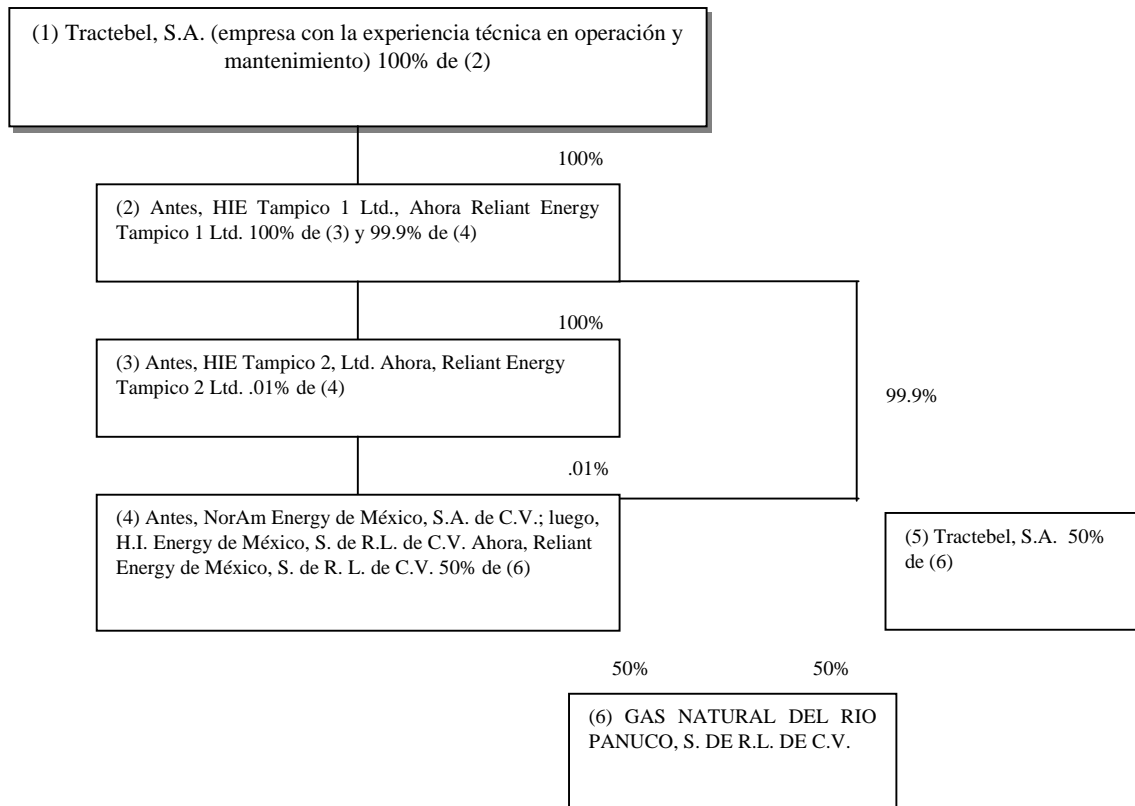 (1) Tractebel, S.A. (empresa con la experiencia técnica en operación y
mantenimiento) 100% de (2)
100%
(2) Antes, HIE Tampico 1 Ltd., Ahora Reliant Energy
Tampico 1 Ltd. 100% de (3) y 99.9% de (4)
100%
(3) Antes, HIE Tampico 2, Ltd. Ahora, Reliant Energy
Tampico 2 Ltd. .01% de (4)
99.9%
.01%
(4) Antes, NorAm Energy de México, S.A. de C.V.; luego,
H.I. Energy de México, S. de R.L. de C.V. Ahora, Reliant
Energy de México, S. de R. L. de C.V. 50% de (6)
(5) Tractebel, S.A. 50%
de (6)
50%
50%
(6) GAS NATURAL DEL RIO
PANUCO, S. DE R.L. DE C.V.